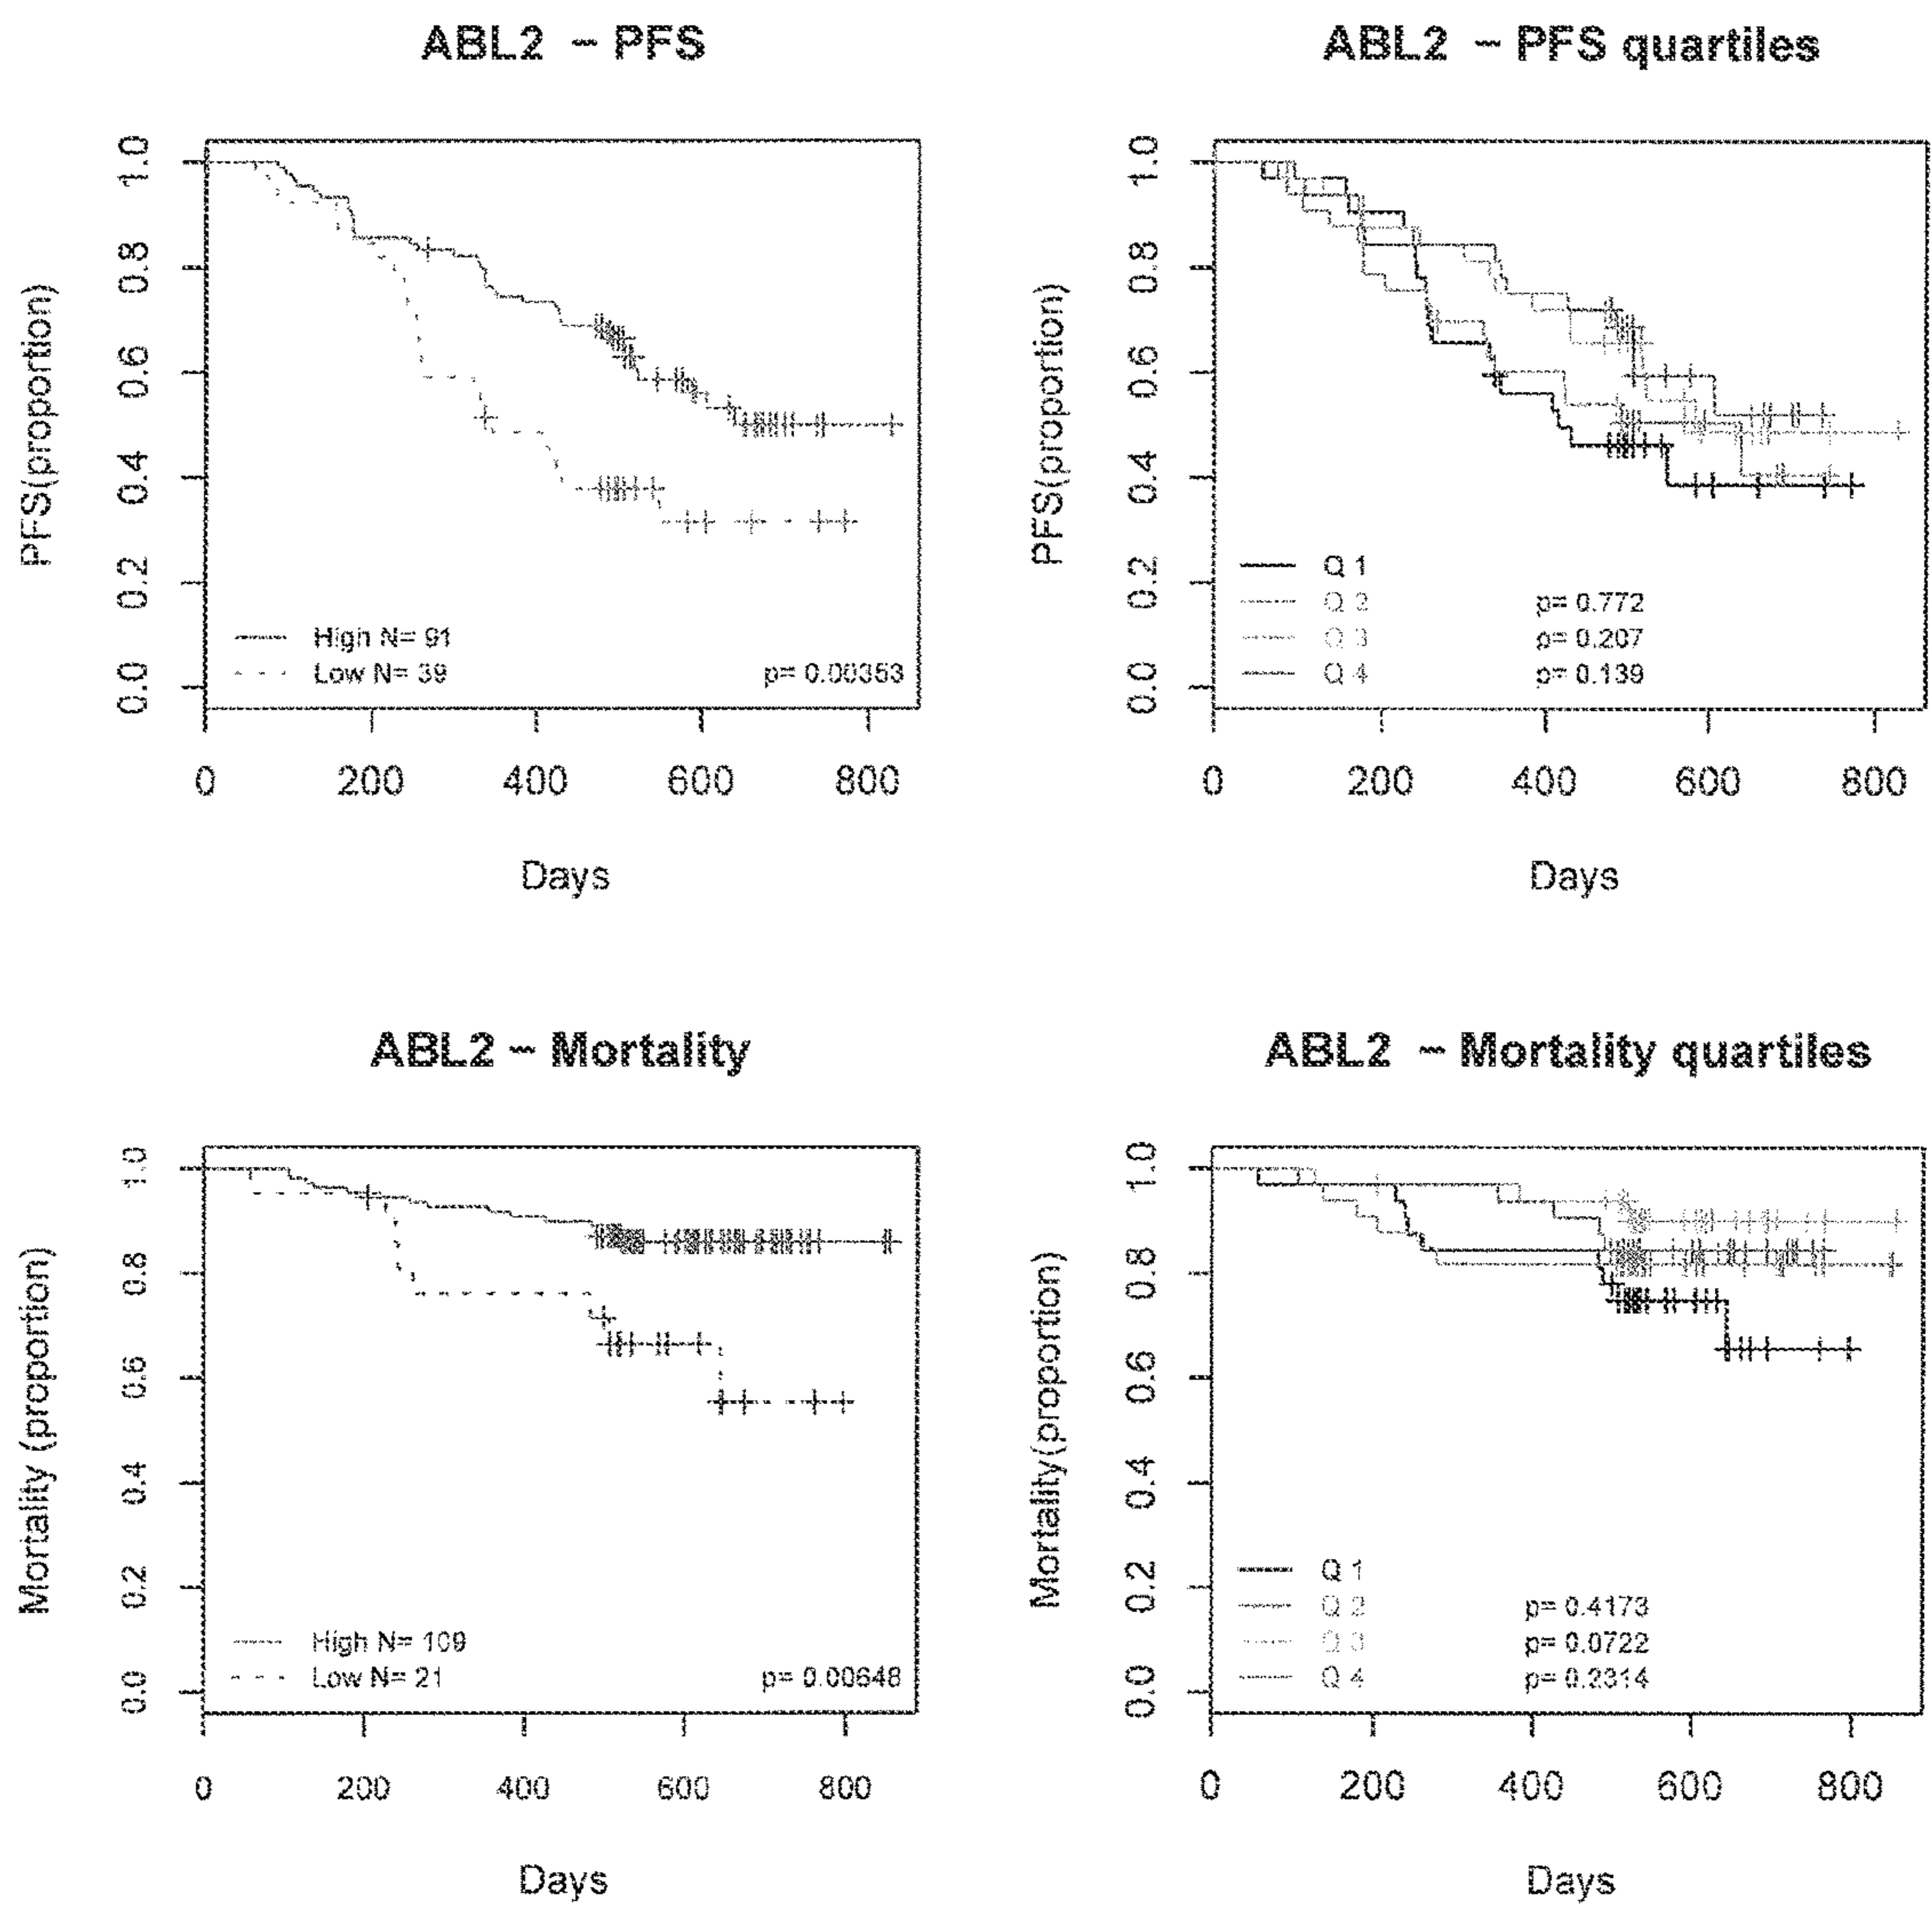 ABL2 – PFS
PFS(proportion)
1.0
0.8
0.6
0.4
0.2
0.0
High N= 91
Low N= 39
p= 0.00353
0 200 400 600 800
Days
ABL2 – PFS quartiles
PFS(proportion)
1.0
0.8
0.6
0.4
0.2
0.0
Q 1
Q 2 p= 0.772
Q 3 p= 0.207
Q 4 p= 0.139
0 200 400 600 800
Days
ABL2 – Mortality
Mortality (proportion)
1.0
0.8
0.6
0.4
0.2
0.0
High N= 109
Low N= 21
p= 0.00648
0 200 400 600 800
Days
ABL2 – Mortality quartiles
Mortality(proportion)
1.0
0.8
0.6
0.4
0.2
0.0
Q 1
Q 2 p= 0.4173
Q 3 p= 0.0722
Q 4 p= 0.2314
0 200 400 600 800
Days